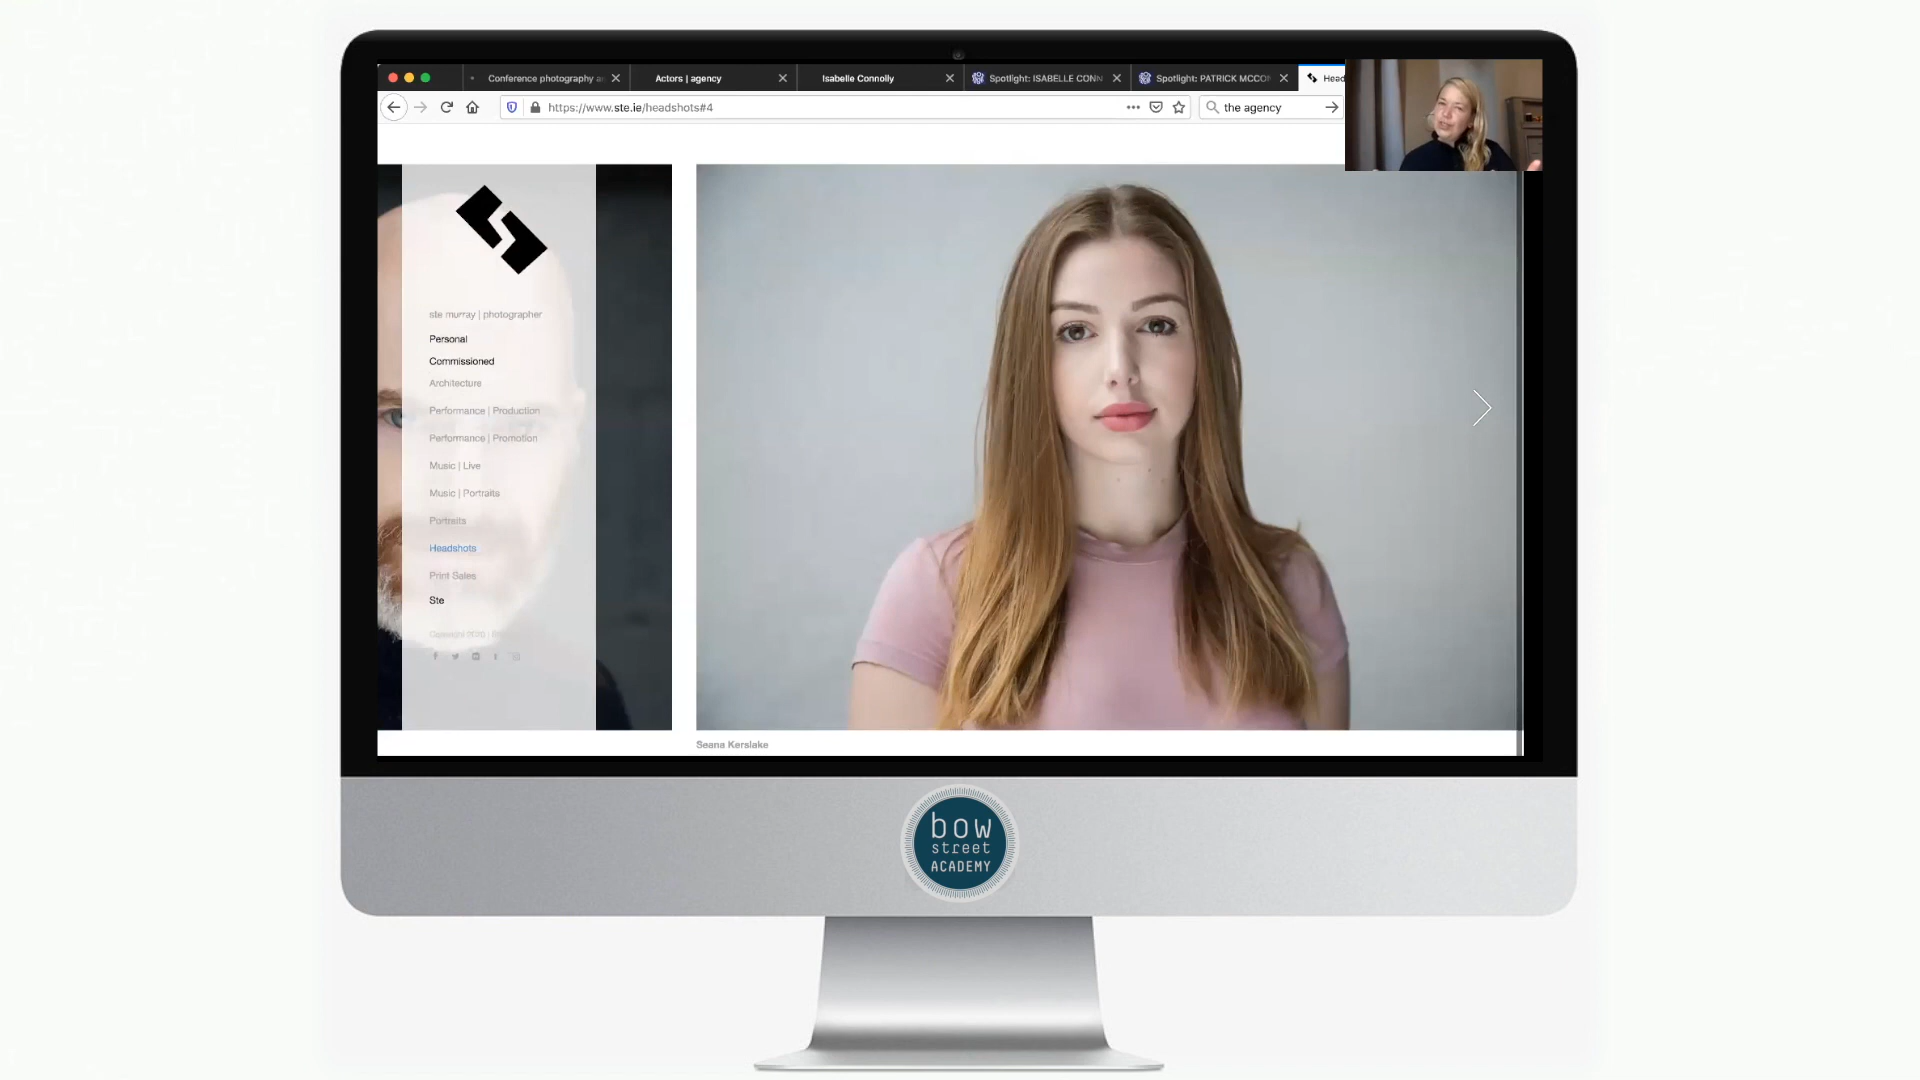 Conference photography a
Actors | agency
Isabelle Connolly
Spotlight: ISABELLE CONN
Spotlight: PATRICK MCCO
Head
https://www.ste.ie/headshots#4
the agency
ste murray | photographer
Personal
Commissioned
Architecture
Performance | Production
Performance | Promotion
Music | Live
Music | Portraits
Portraits
Headshots
Print Sales
Ste
Copyright 2020
Seana Kerslake
bow
street
ACADEMY